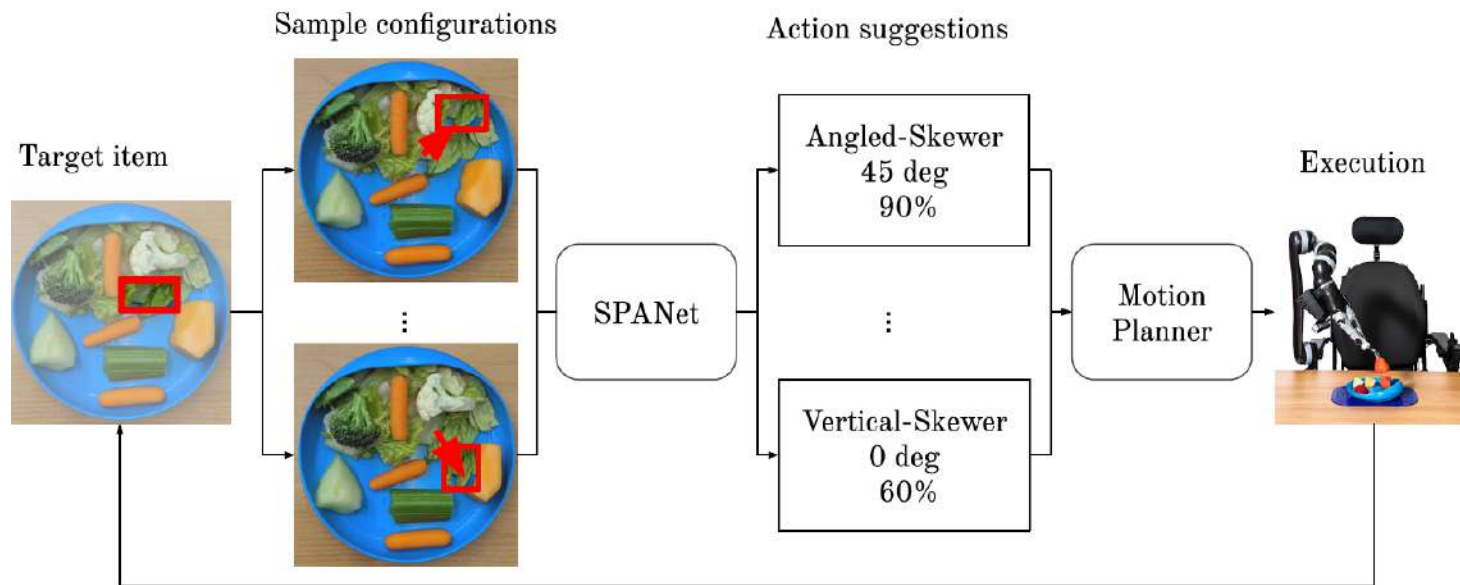 Sample configurations
Action suggestions
Target item
Execution
Angled-Skewer
45 deg
90%
...
SPANet
...
Motion
Planner
Vertical-Skewer
0 deg
60%